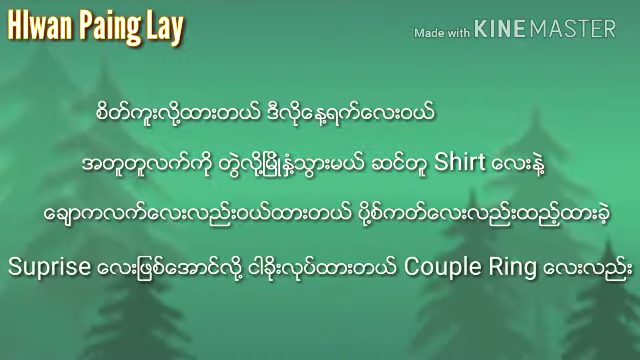 Hlwan Paing Lay
Made with KINEMASTER
စိတ်ကူးလို့ထားတယ် ဒီလိုနေ့ရက်လေးဝယ်
အတူတူလက်ကို တွဲလို့မြို့နှံ့သွားမယ် ဆင်တူ Shirt လေးနဲ့
ချောကလက်လေးလည်းဝယ်ထားတယ် ပို့စ်ကတ်လေးလည်းထည့်ထားခဲ့
Suprise လေးဖြစ်အောင်လို့ ငါခိုးလုပ်ထားတယ် Couple Ring လေးလည်း